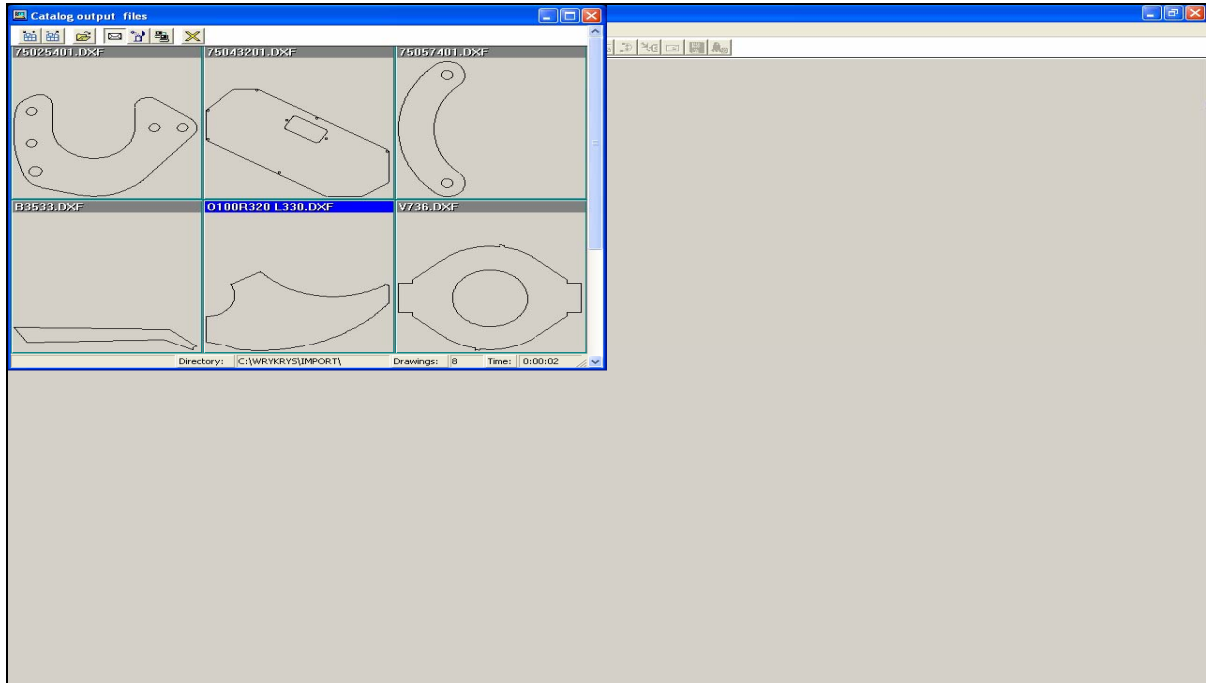 Catalog output files
75025401.DXF 75043201.DXF 75057401.DXF
B3533.DXF O100R320 L330.DXF V736.DXF
Directory: C:\WRYKRYS\IMPORT\ Drawings: 8 Time: 0:00:02